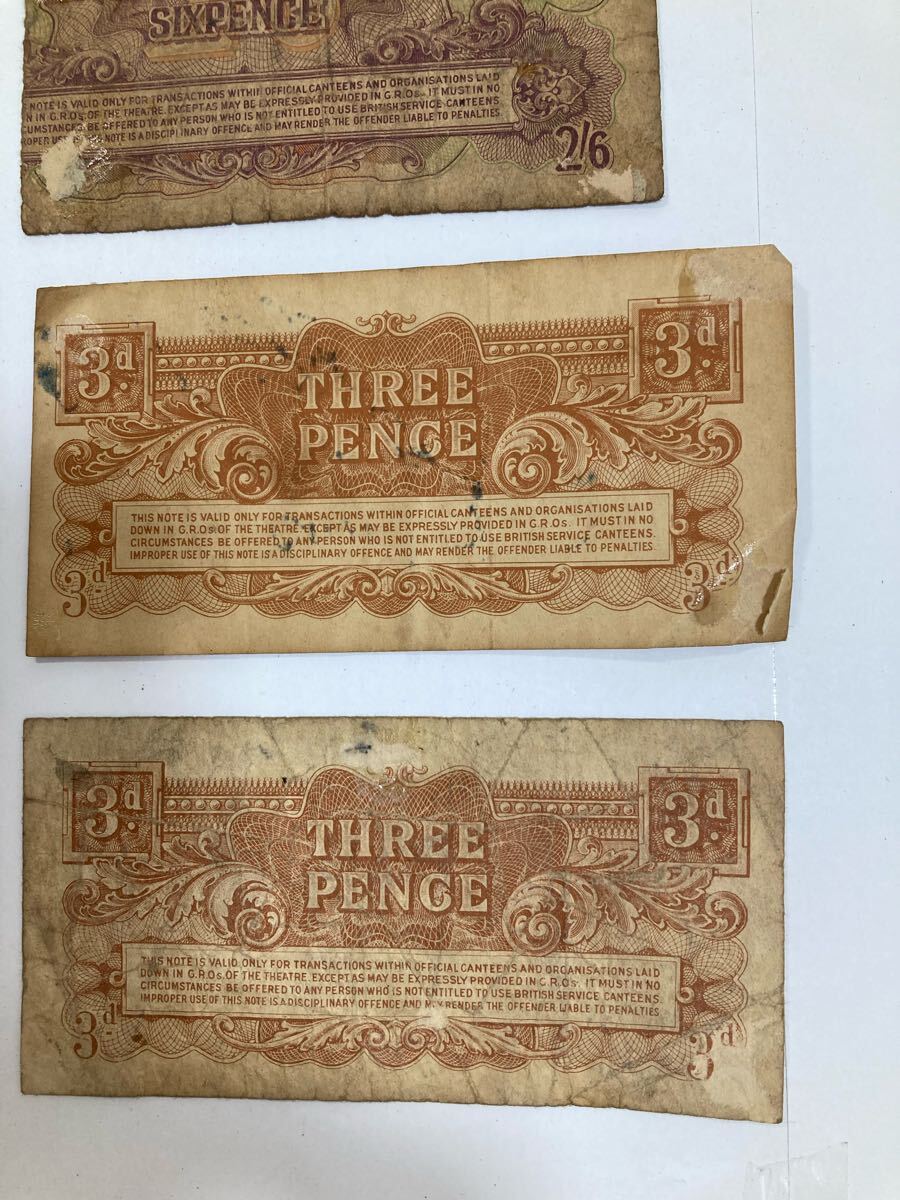 SIXPENCE
NOTE IS VALID ONLY FOR TRANSACTIONS WITHIN OFFICIAL CANTEENS AND ORGANISATIONS LAID
N IN G.R.Os. OF THE THEATRE. EXCEPT AS MAY BE EXPRESSLY PROVIDED IN G.R.Os. IT MUST IN NO
CUMSTANCES BE OFFERED TO ANY PERSON WHO IS NOT ENTITLED TO USE BRITISH SERVICE CANTEENS
ROPER USE NOTE IS A DISCIPLINARY OFFENCE AND MAY RENDER THE OFFENDER LIABLE TO PENALTIES.
2/6
3d. 3d.
THREE
PENCE
THIS NOTE IS VALID ONLY FOR TRANSACTIONS WITHIN OFFICIAL CANTEENS AND ORGANISATIONS LAID
DOWN IN G.R.Os. OF THE THEATRE. EXCEPT AS MAY BE EXPRESSLY PROVIDED IN G.R.Os. IT MUST IN NO
CIRCUMSTANCES BE OFFERED TO ANY PERSON WHO IS NOT ENTITLED TO USE BRITISH SERVICE CANTEENS.
IMPROPER USE OF THIS NOTE IS A DISCIPLINARY OFFENCE AND MAY RENDER THE OFFENDER LIABLE TO PENALTIES.
3d. 3d.
3d. 3d.
THREE
PENCE
THIS NOTE IS VALID ONLY FOR TRANSACTIONS WITHIN OFFICIAL CANTEENS AND ORGANISATIONS LAID
DOWN IN G.R.Os. OF THE THEATRE. EXCEPT AS MAY BE EXPRESSLY PROVIDED IN G.R.Os. IT MUST IN NO
CIRCUMSTANCES BE OFFERED TO ANY PERSON WHO IS NOT ENTITLED TO USE BRITISH SERVICE CANTEENS.
IMPROPER USE OF THIS NOTE IS A DISCIPLINARY OFFENCE AND MAY RENDER THE OFFENDER LIABLE TO PENALTIES
3d. 3d.